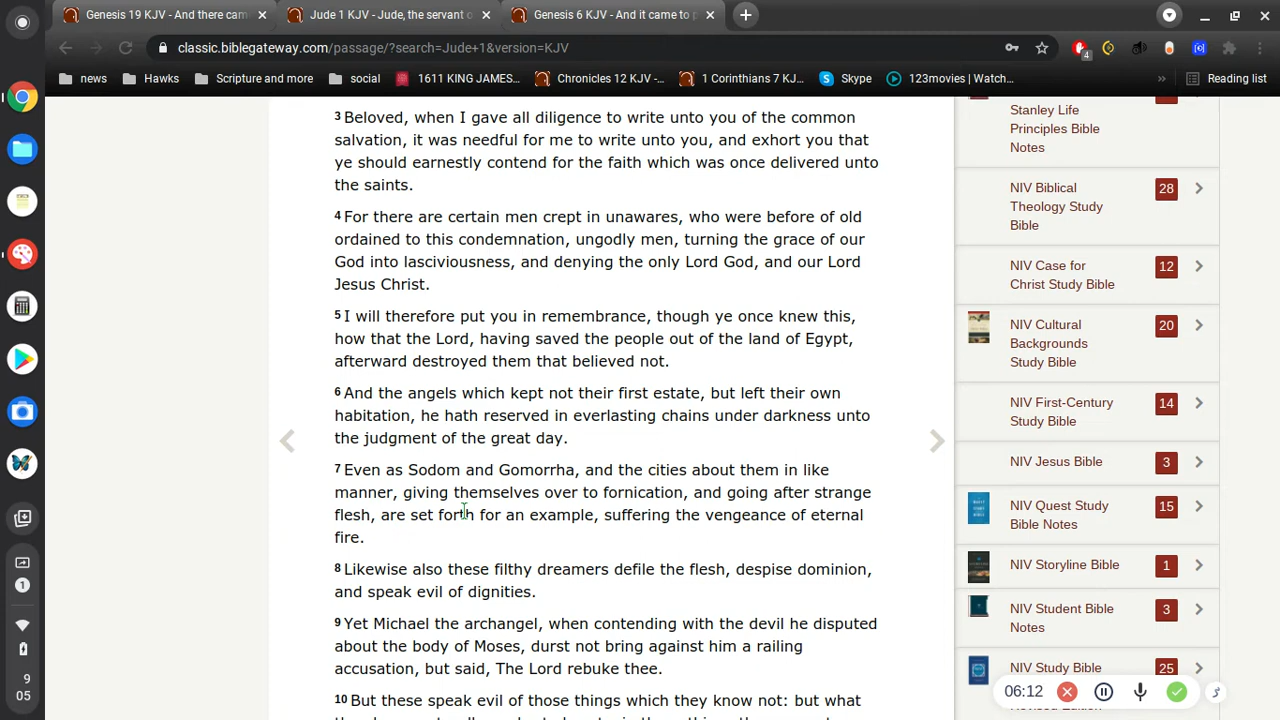 Genesis 19 KJV - And there cam
Jude 1 KJV - Jude, the servant o
Genesis 6 KJV - And it came to p
classic.biblegateway.com/passage/?search=Jude+1&version=KJV
4
news
Hawks
Scripture and more
social
1611 KING JAMES...
Chronicles 12 KJV -...
1 Corinthians 7 KJ...
Skype
123movies | Watch...
»
Reading list
3 Beloved, when I gave all diligence to write unto you of the common
salvation, it was needful for me to write unto you, and exhort you that
ye should earnestly contend for the faith which was once delivered unto
the saints.
4 For there are certain men crept in unawares, who were before of old
ordained to this condemnation, ungodly men, turning the grace of our
God into lasciviousness, and denying the only Lord God, and our Lord
Jesus Christ.
5 I will therefore put you in remembrance, though ye once knew this,
how that the Lord, having saved the people out of the land of Egypt,
afterward destroyed them that believed not.
6 And the angels which kept not their first estate, but left their own
habitation, he hath reserved in everlasting chains under darkness unto
the judgment of the great day.
7 Even as Sodom and Gomorrha, and the cities about them in like
manner, giving themselves over to fornication, and going after strange
flesh, are set forth for an example, suffering the vengeance of eternal
fire.
8 Likewise also these filthy dreamers defile the flesh, despise dominion,
and speak evil of dignities.
9 Yet Michael the archangel, when contending with the devil he disputed
about the body of Moses, durst not bring against him a railing
accusation, but said, The Lord rebuke thee.
10 But these speak evil of those things which they know not: but what
Stanley Life
Principles Bible
Notes
NIV Biblical
Theology Study
Bible
28
NIV Case for
Christ Study Bible
12
NIV Cultural
Backgrounds
Study Bible
20
NIV First-Century
Study Bible
14
NIV Jesus Bible
3
NIV Quest Study
Bible Notes
15
NIV Storyline Bible
1
NIV Student Bible
Notes
3
NIV Study Bible
25
06:12
1
9
05